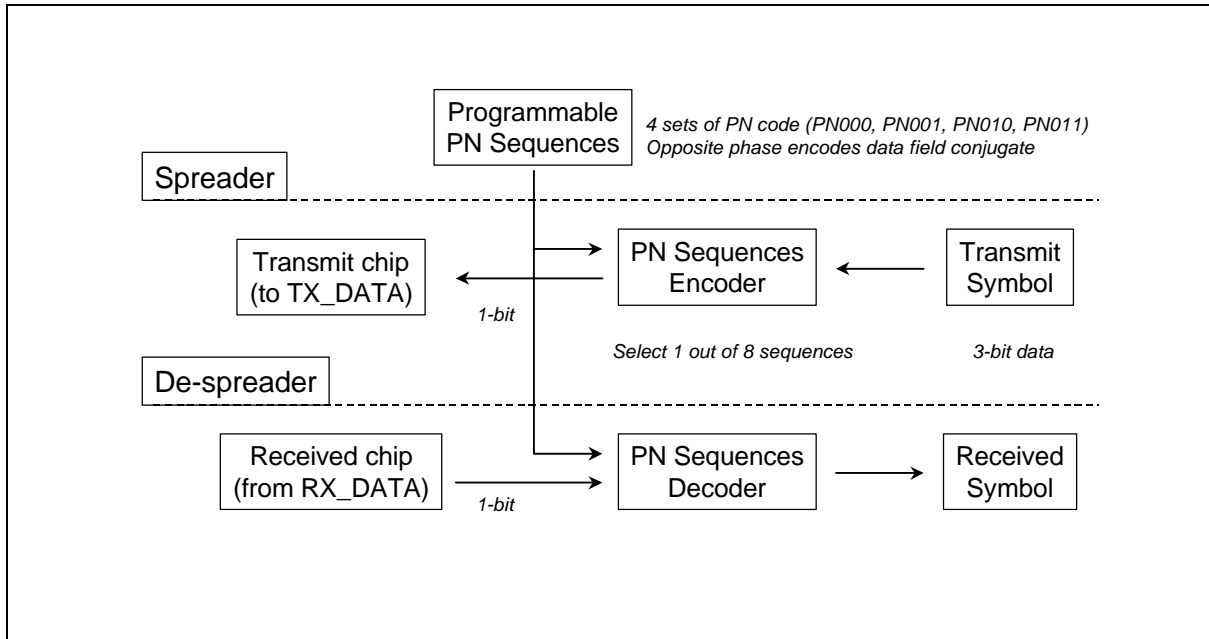 Programmable
PN Sequences
4 sets of PN code (PN000, PN001, PN010, PN011)
Opposite phase encodes data field conjugate
Spreader
Transmit chip
(to TX_DATA)
1-bit
PN Sequences
Encoder
Transmit
Symbol
Select 1 out of 8 sequences
3-bit data
De-spreader
Received chip
(from RX_DATA)
1-bit
PN Sequences
Decoder
Received
Symbol